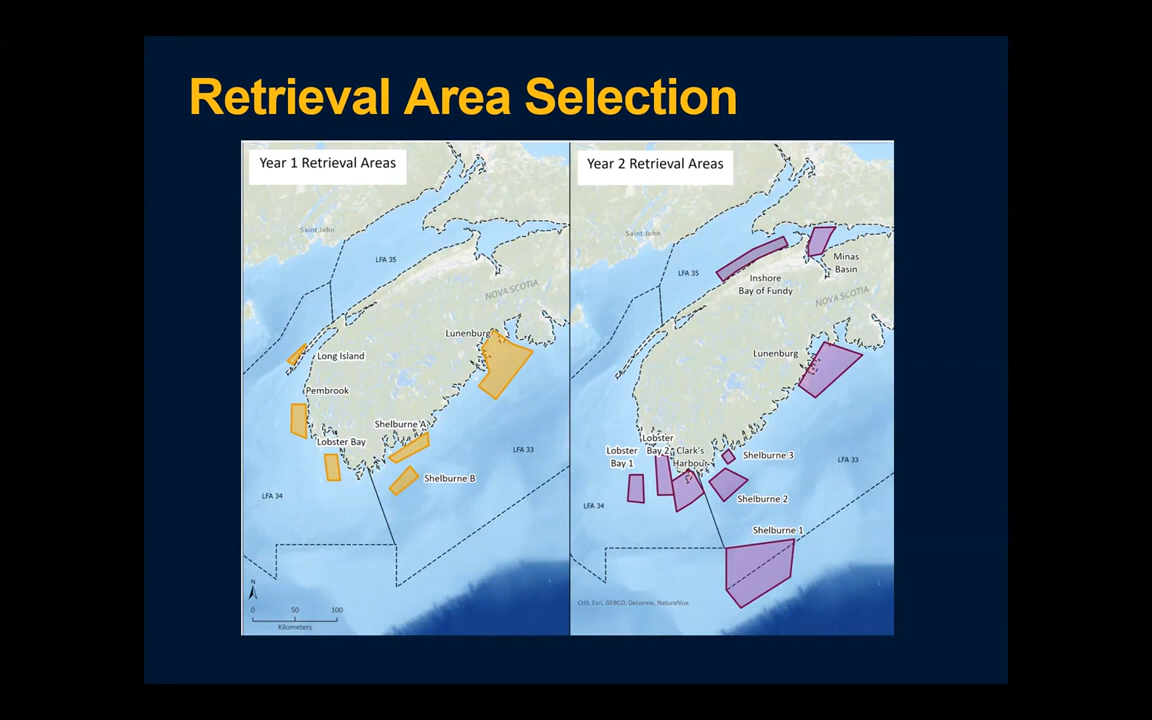 Retrieval Area Selection
Year 1 Retrieval Areas
Saint John
LFA 35
NOVA SCOTIA
Lunenburg
Long Island
Pembrook
Shelburne A
Lobster Bay
LFA 33
Shelburne B
LFA 34
N
0 50 100
Kilometers
Year 2 Retrieval Areas
Saint John
Minas
Basin
LFA 35
Inshore
Bay of Fundy
NOVA SCOTIA
Lunenburg
Lobster
Bay 2
Lobster
Bay 1
Clark's
Harbour
Shelburne 3
LFA 33
Shelburne 2
LFA 34
Shelburne 1
CHS, Esri, GEBCO, DeLorme, NaturalVue